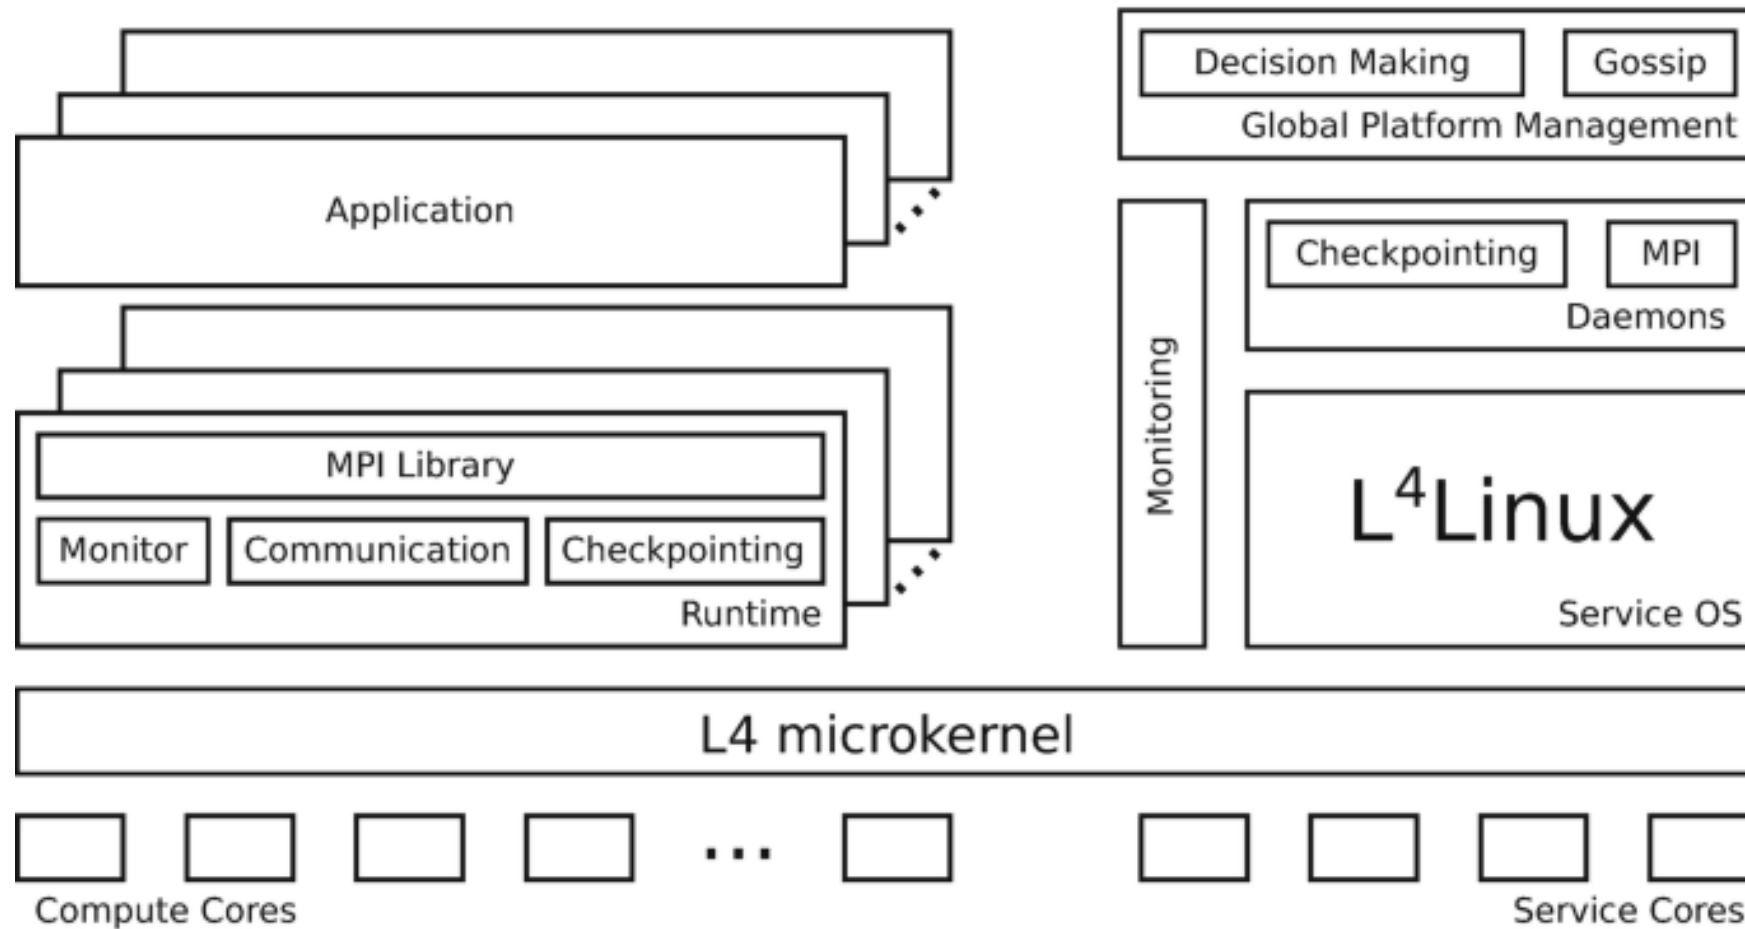 Decision Making
Gossip
Global Platform Management
Application
Checkpointing
MPI
Daemons
Monitoring
MPI Library
Monitor
Communication
Checkpointing
Runtime
L⁴Linux
Service OS
L4 microkernel
...
Compute Cores
Service Cores